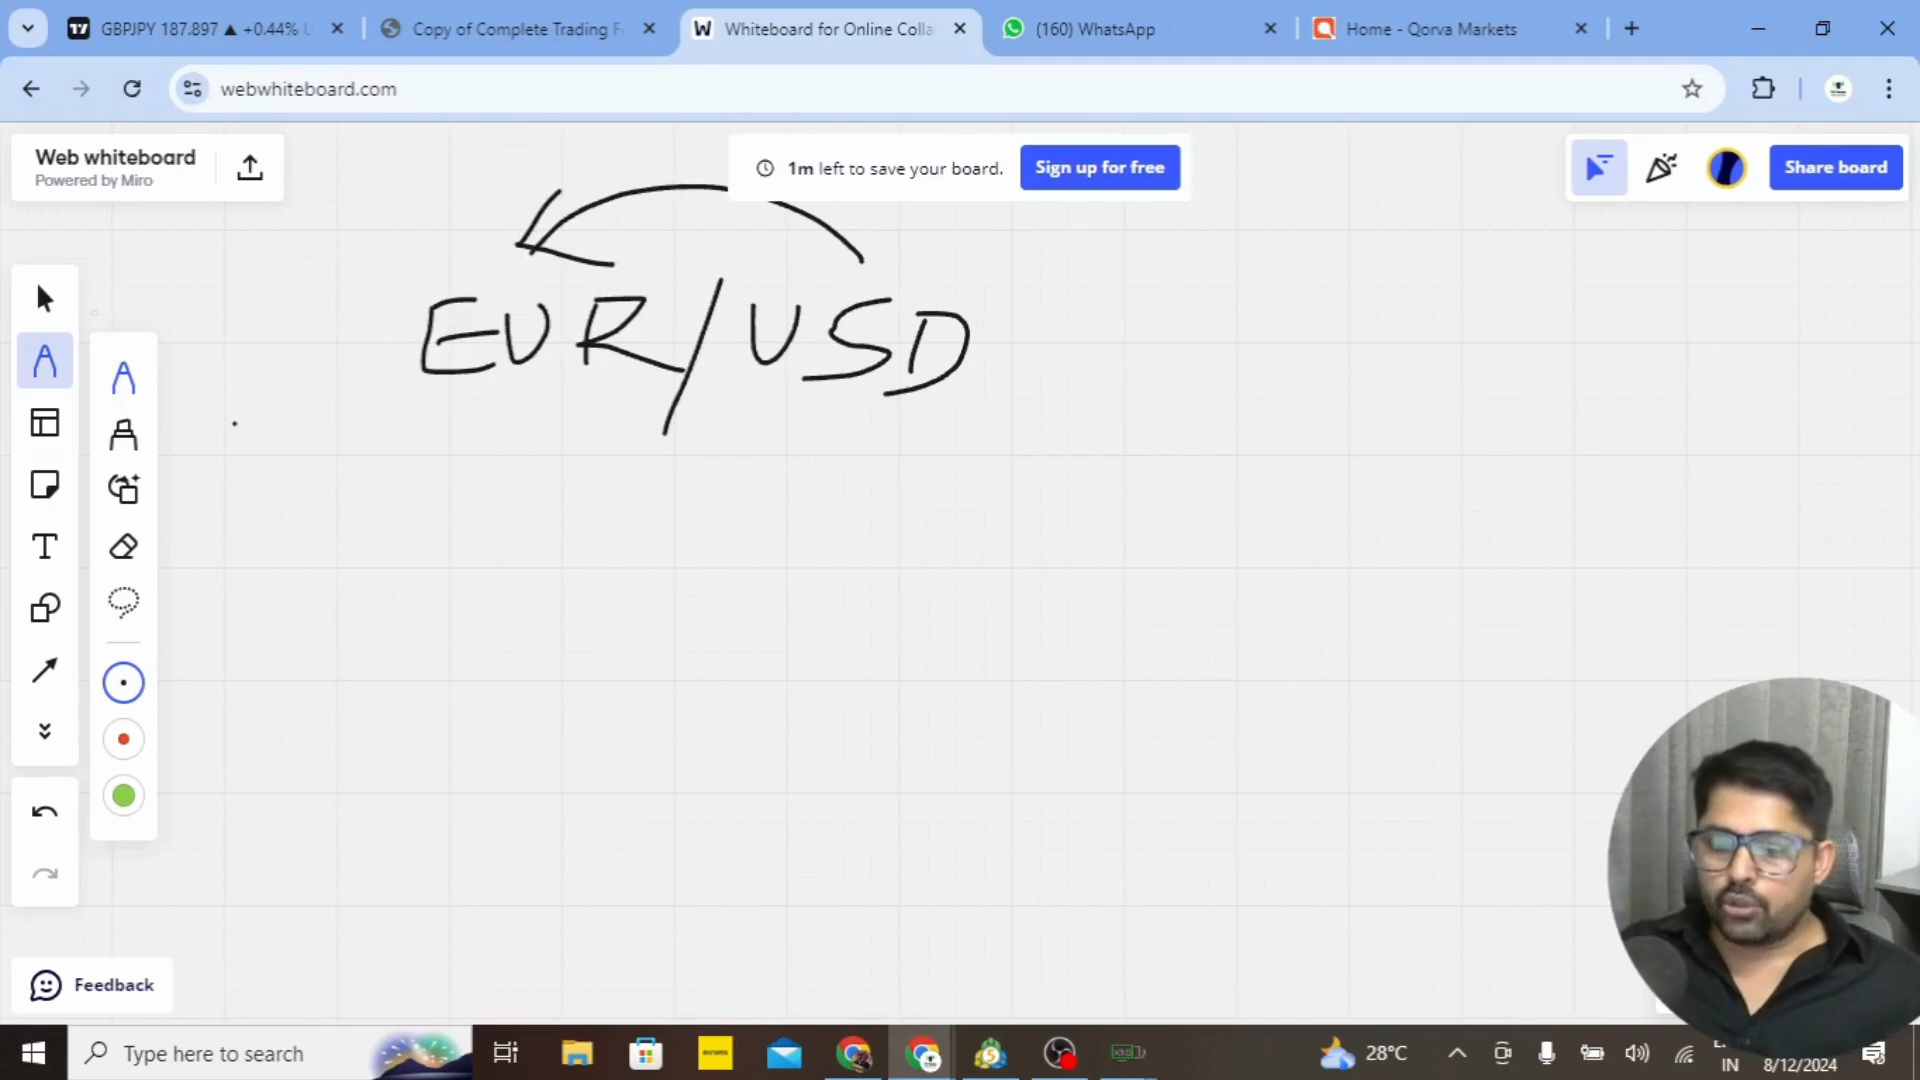 GBPJPY 187.897 ▲ +0.44% U
Copy of Complete Trading Fo
Whiteboard for Online Colla
(160) WhatsApp
Home - Qorva Markets
webwhiteboard.com
Web whiteboard
Powered by Miro
1m left to save your board.
Sign up for free
Share board
EUR/USD
Feedback
Type here to search
28°C
IN
8/12/2024